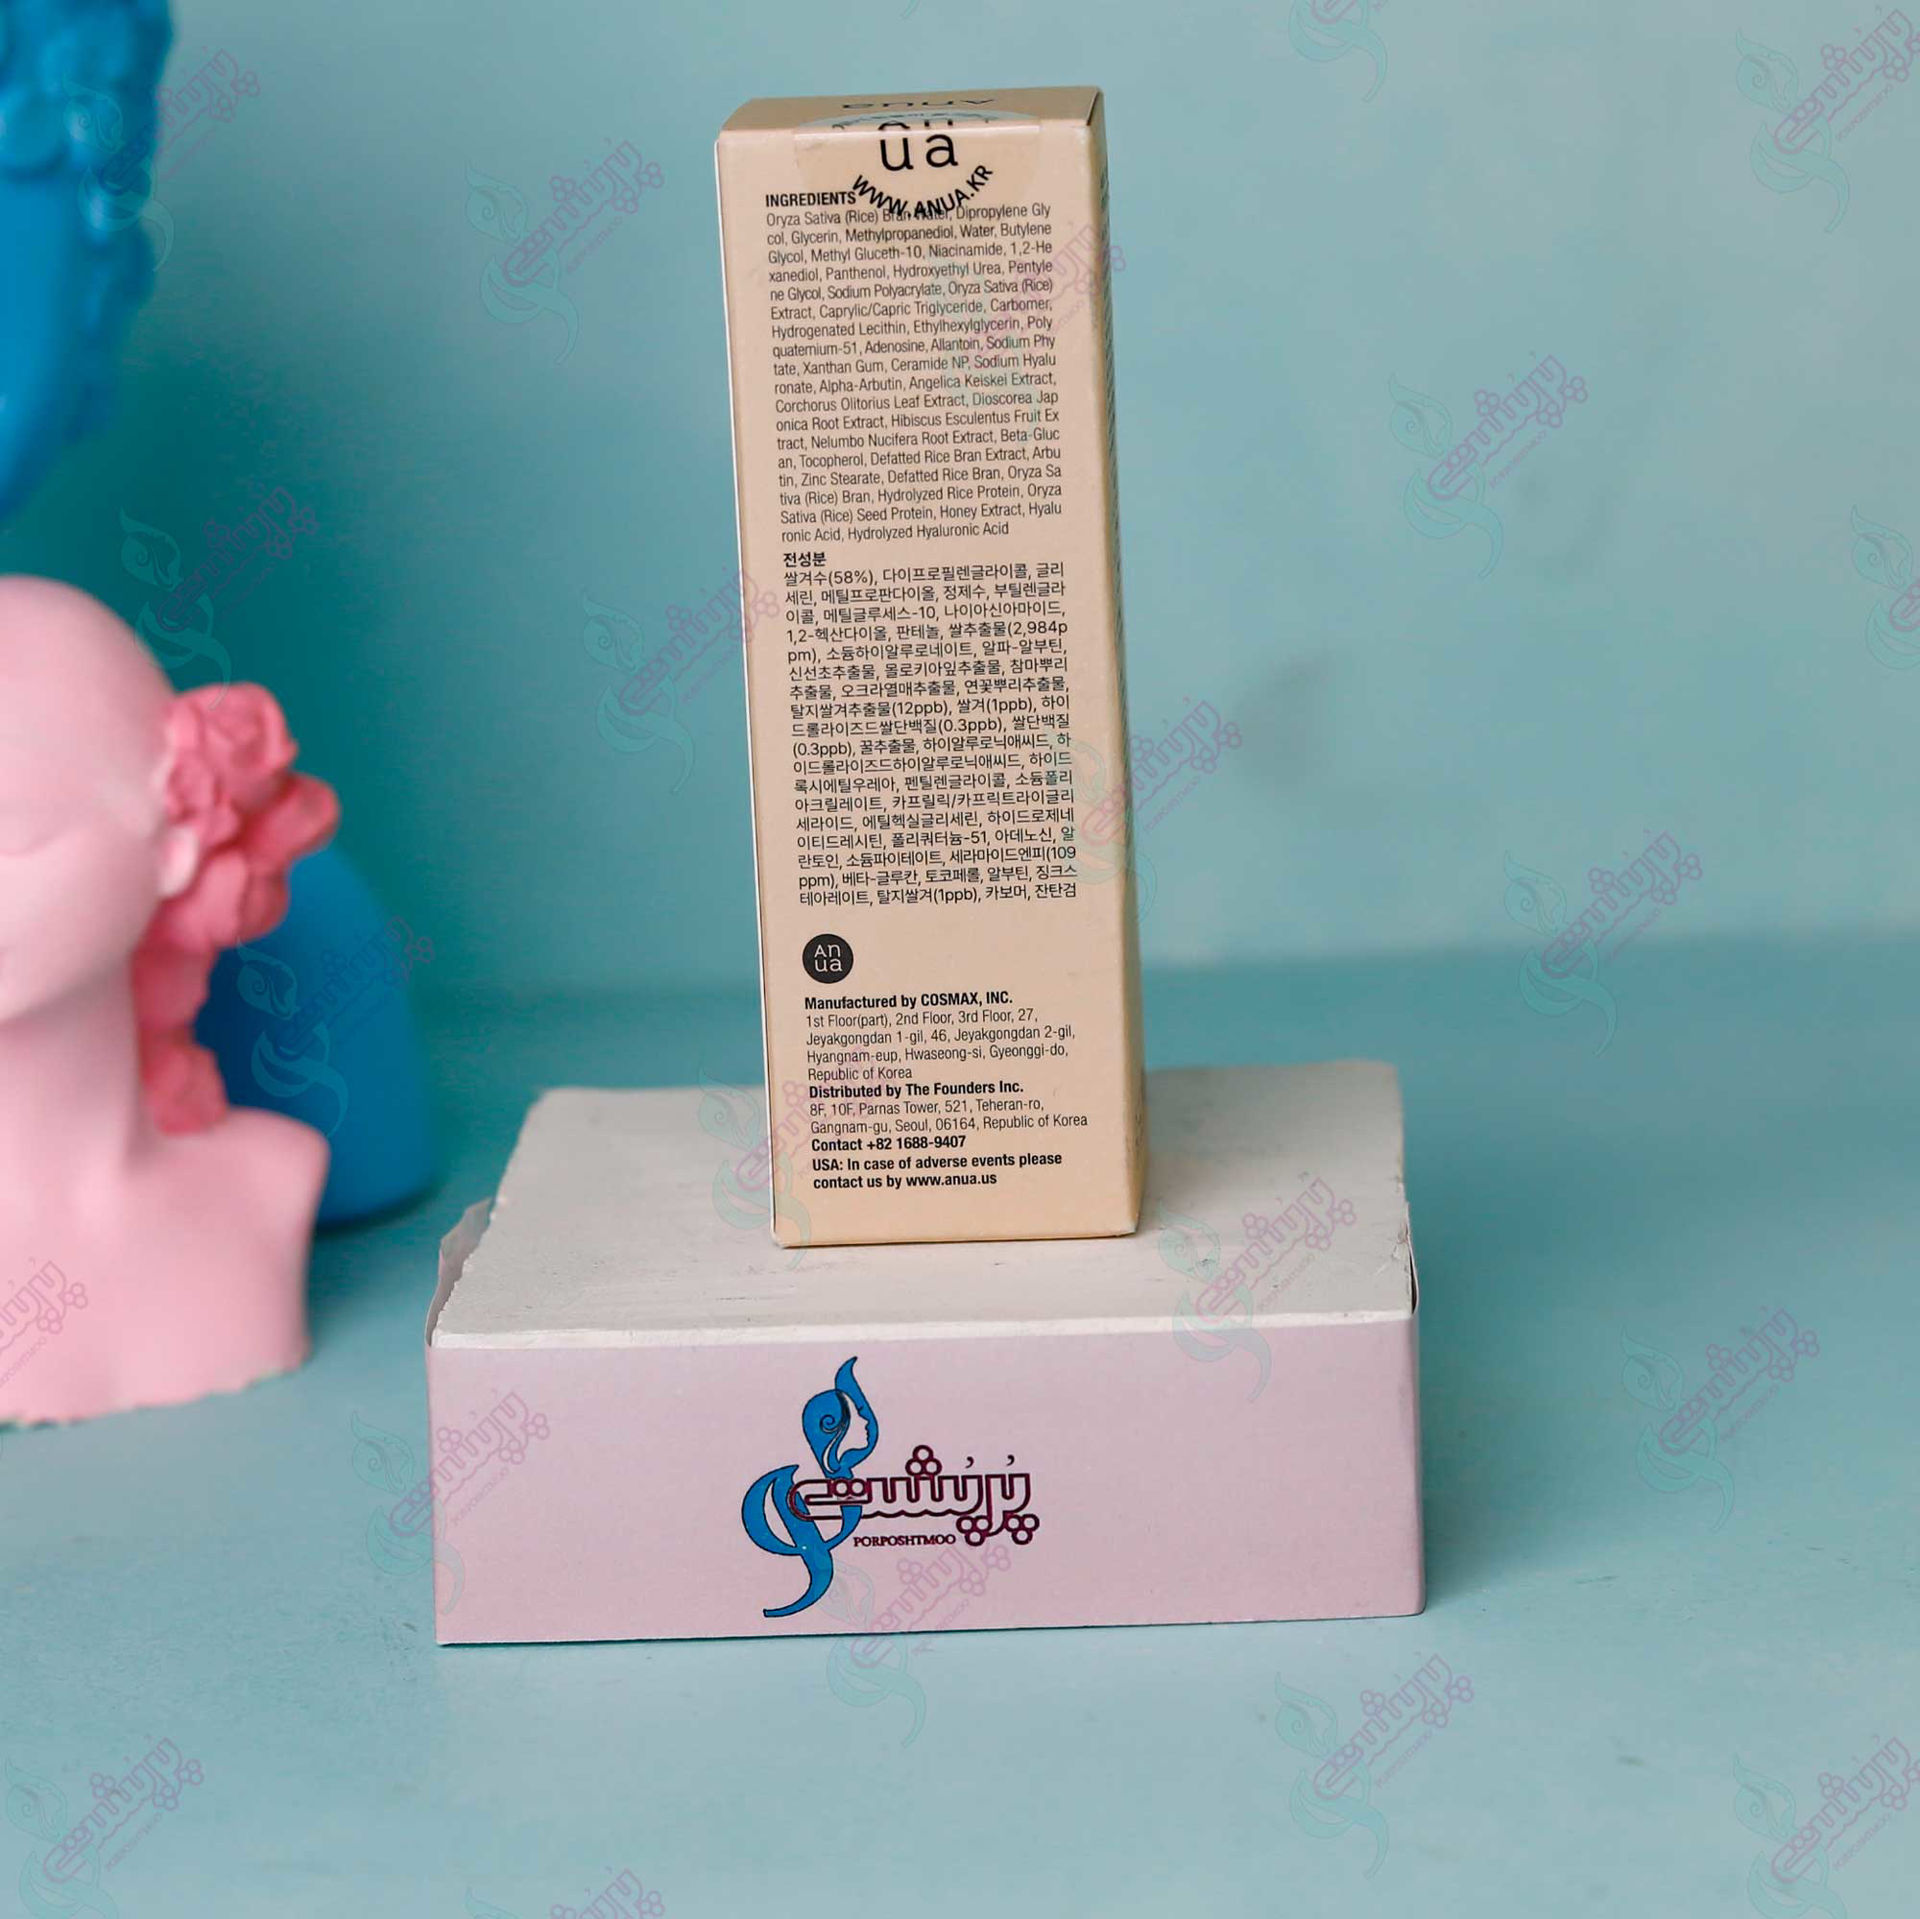 Anua
An
ua
WWW.ANUA.KR
INGREDIENTS
Oryza Sativa (Rice) Bran Water, Dipropylene Gly
col, Glycerin, Methylpropanediol, Water, Butylene
Glycol, Methyl Gluceth-10, Niacinamide, 1,2-He
xanediol, Panthenol, Hydroxyethyl Urea, Pentyle
ne Glycol, Sodium Polyacrylate, Oryza Sativa (Rice)
Extract, Caprylic/Capric Triglyceride, Carbomer,
Hydrogenated Lecithin, Ethylhexylglycerin, Poly
quaternium-51, Adenosine, Allantoin, Sodium Phy
tate, Xanthan Gum, Ceramide NP, Sodium Hyalu
ronate, Alpha-Arbutin, Angelica Keiskei Extract,
Corchorus Olitorius Leaf Extract, Dioscorea Jap
onica Root Extract, Hibiscus Esculentus Fruit Ex
tract, Nelumbo Nucifera Root Extract, Beta-Gluc
an, Tocopherol, Defatted Rice Bran Extract, Arbu
tin, Zinc Stearate, Defatted Rice Bran, Oryza Sa
tiva (Rice) Bran, Hydrolyzed Rice Protein, Oryza
Sativa (Rice) Seed Protein, Honey Extract, Hyalu
ronic Acid, Hydrolyzed Hyaluronic Acid
전성분
쌀겨수(58%), 다이프로필렌글라이콜, 글리
세린, 메틸프로판다이올, 정제수, 부틸렌글라
이콜, 메틸글루세스-10, 나이아신아마이드,
1,2-헥산다이올, 판테놀, 쌀추출물(2,984p
pm), 소듐하이알루로네이트, 알파-알부틴,
신선초추출물, 몰로키아잎추출물, 참마뿌리
추출물, 오크라열매추출물, 연꽃뿌리추출물,
탈지쌀겨추출물(12ppb), 쌀겨(1ppb), 하이
드롤라이즈드쌀단백질(0.3ppb), 쌀단백질
(0.3ppb), 꿀추출물, 하이알루로닉애씨드, 하
이드롤라이즈드하이알루로닉애씨드, 하이드
록시에틸우레아, 펜틸렌글라이콜, 소듐폴리
아크릴레이트, 카프릴릭/카프릭트라이글리
세라이드, 에틸헥실글리세린, 하이드로제네
이티드레시틴, 폴리쿼터늄-51, 아데노신, 알
란토인, 소듐파이테이트, 세라마이드엔피(109
ppm), 베타-글루칸, 토코페롤, 알부틴, 징크스
테아레이트, 탈지쌀겨(1ppb), 카보머, 잔탄검
An
ua
Manufactured by COSMAX, INC.
1st Floor(part), 2nd Floor, 3rd Floor, 27,
Jeyakgongdan 1-gil, 46, Jeyakgongdan 2-gil,
Hyangnam-eup, Hwaseong-si, Gyeonggi-do,
Republic of Korea
Distributed by The Founders Inc.
8F, 10F, Parnas Tower, 521, Teheran-ro,
Gangnam-gu, Seoul, 06164, Republic of Korea
Contact +82 1688-9407
USA: In case of adverse events please
contact us by www.anua.us
پرپشت
PORPOSHTMOO